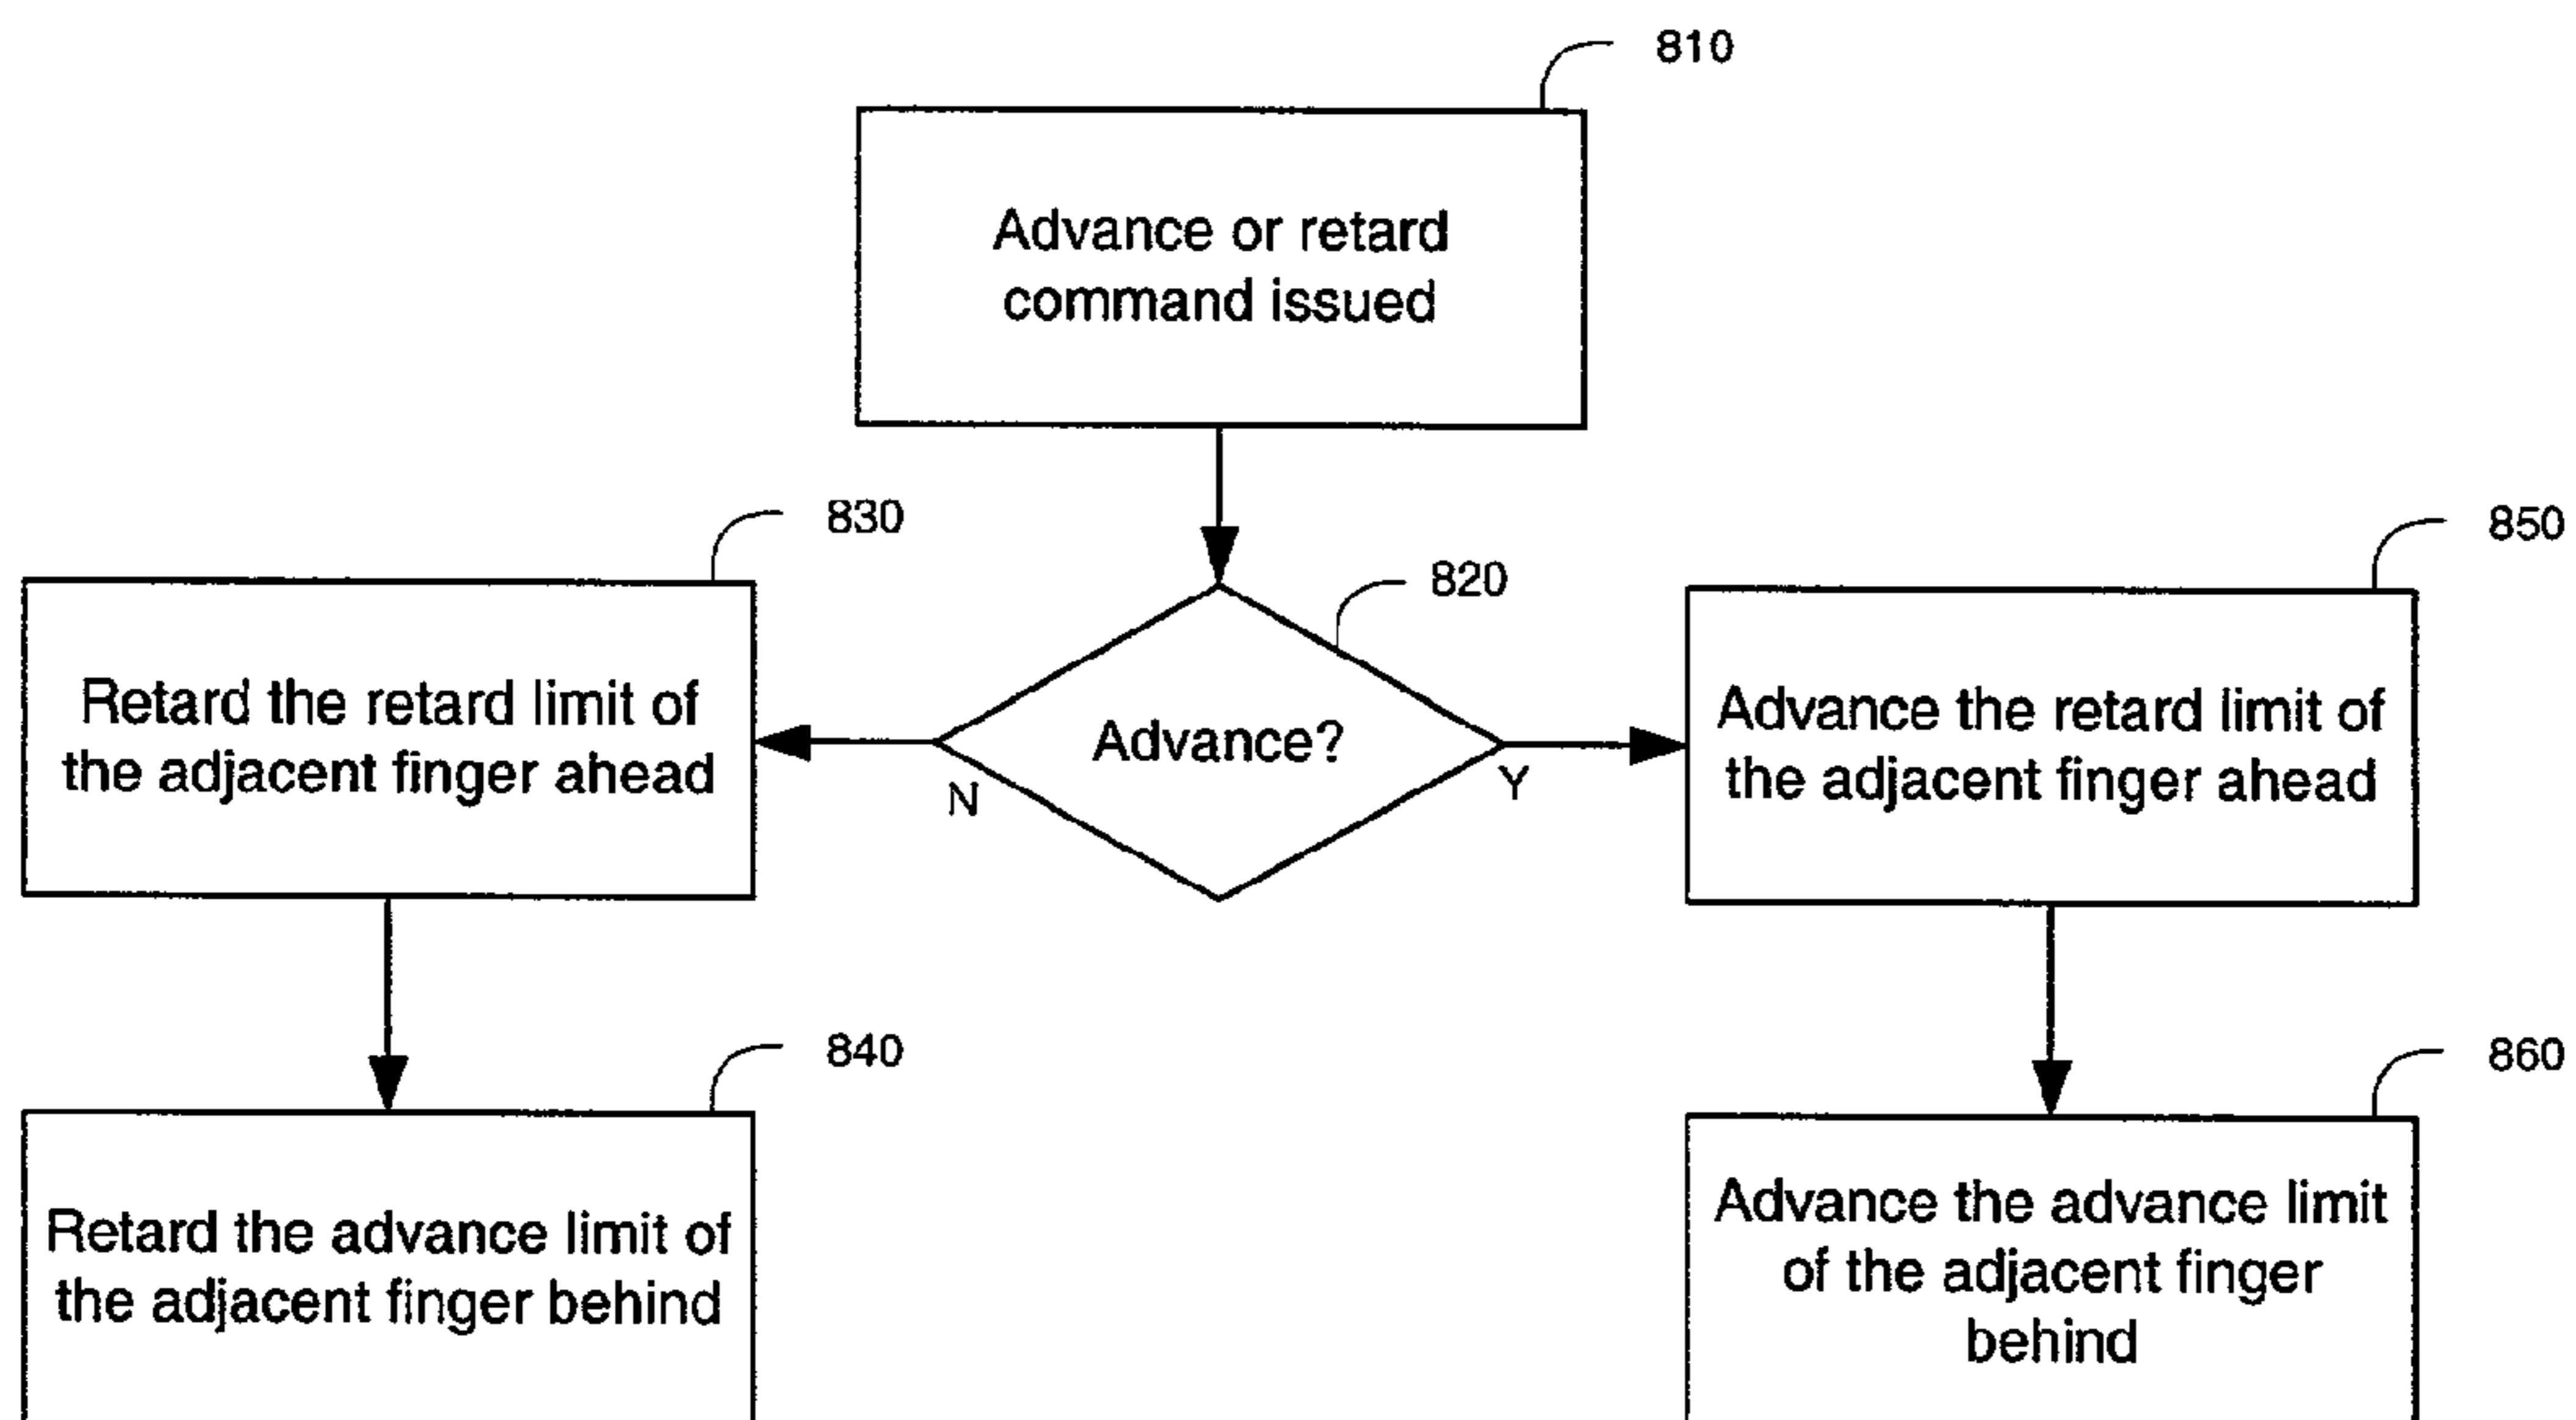 810
Advance or retard
command issued
830
850
820
Retard the retard limit of
the adjacent finger ahead
Advance?
N
Y
Advance the retard limit of
the adjacent finger ahead
840
860
Retard the advance limit of
the adjacent finger behind
Advance the advance limit
of the adjacent finger
behind